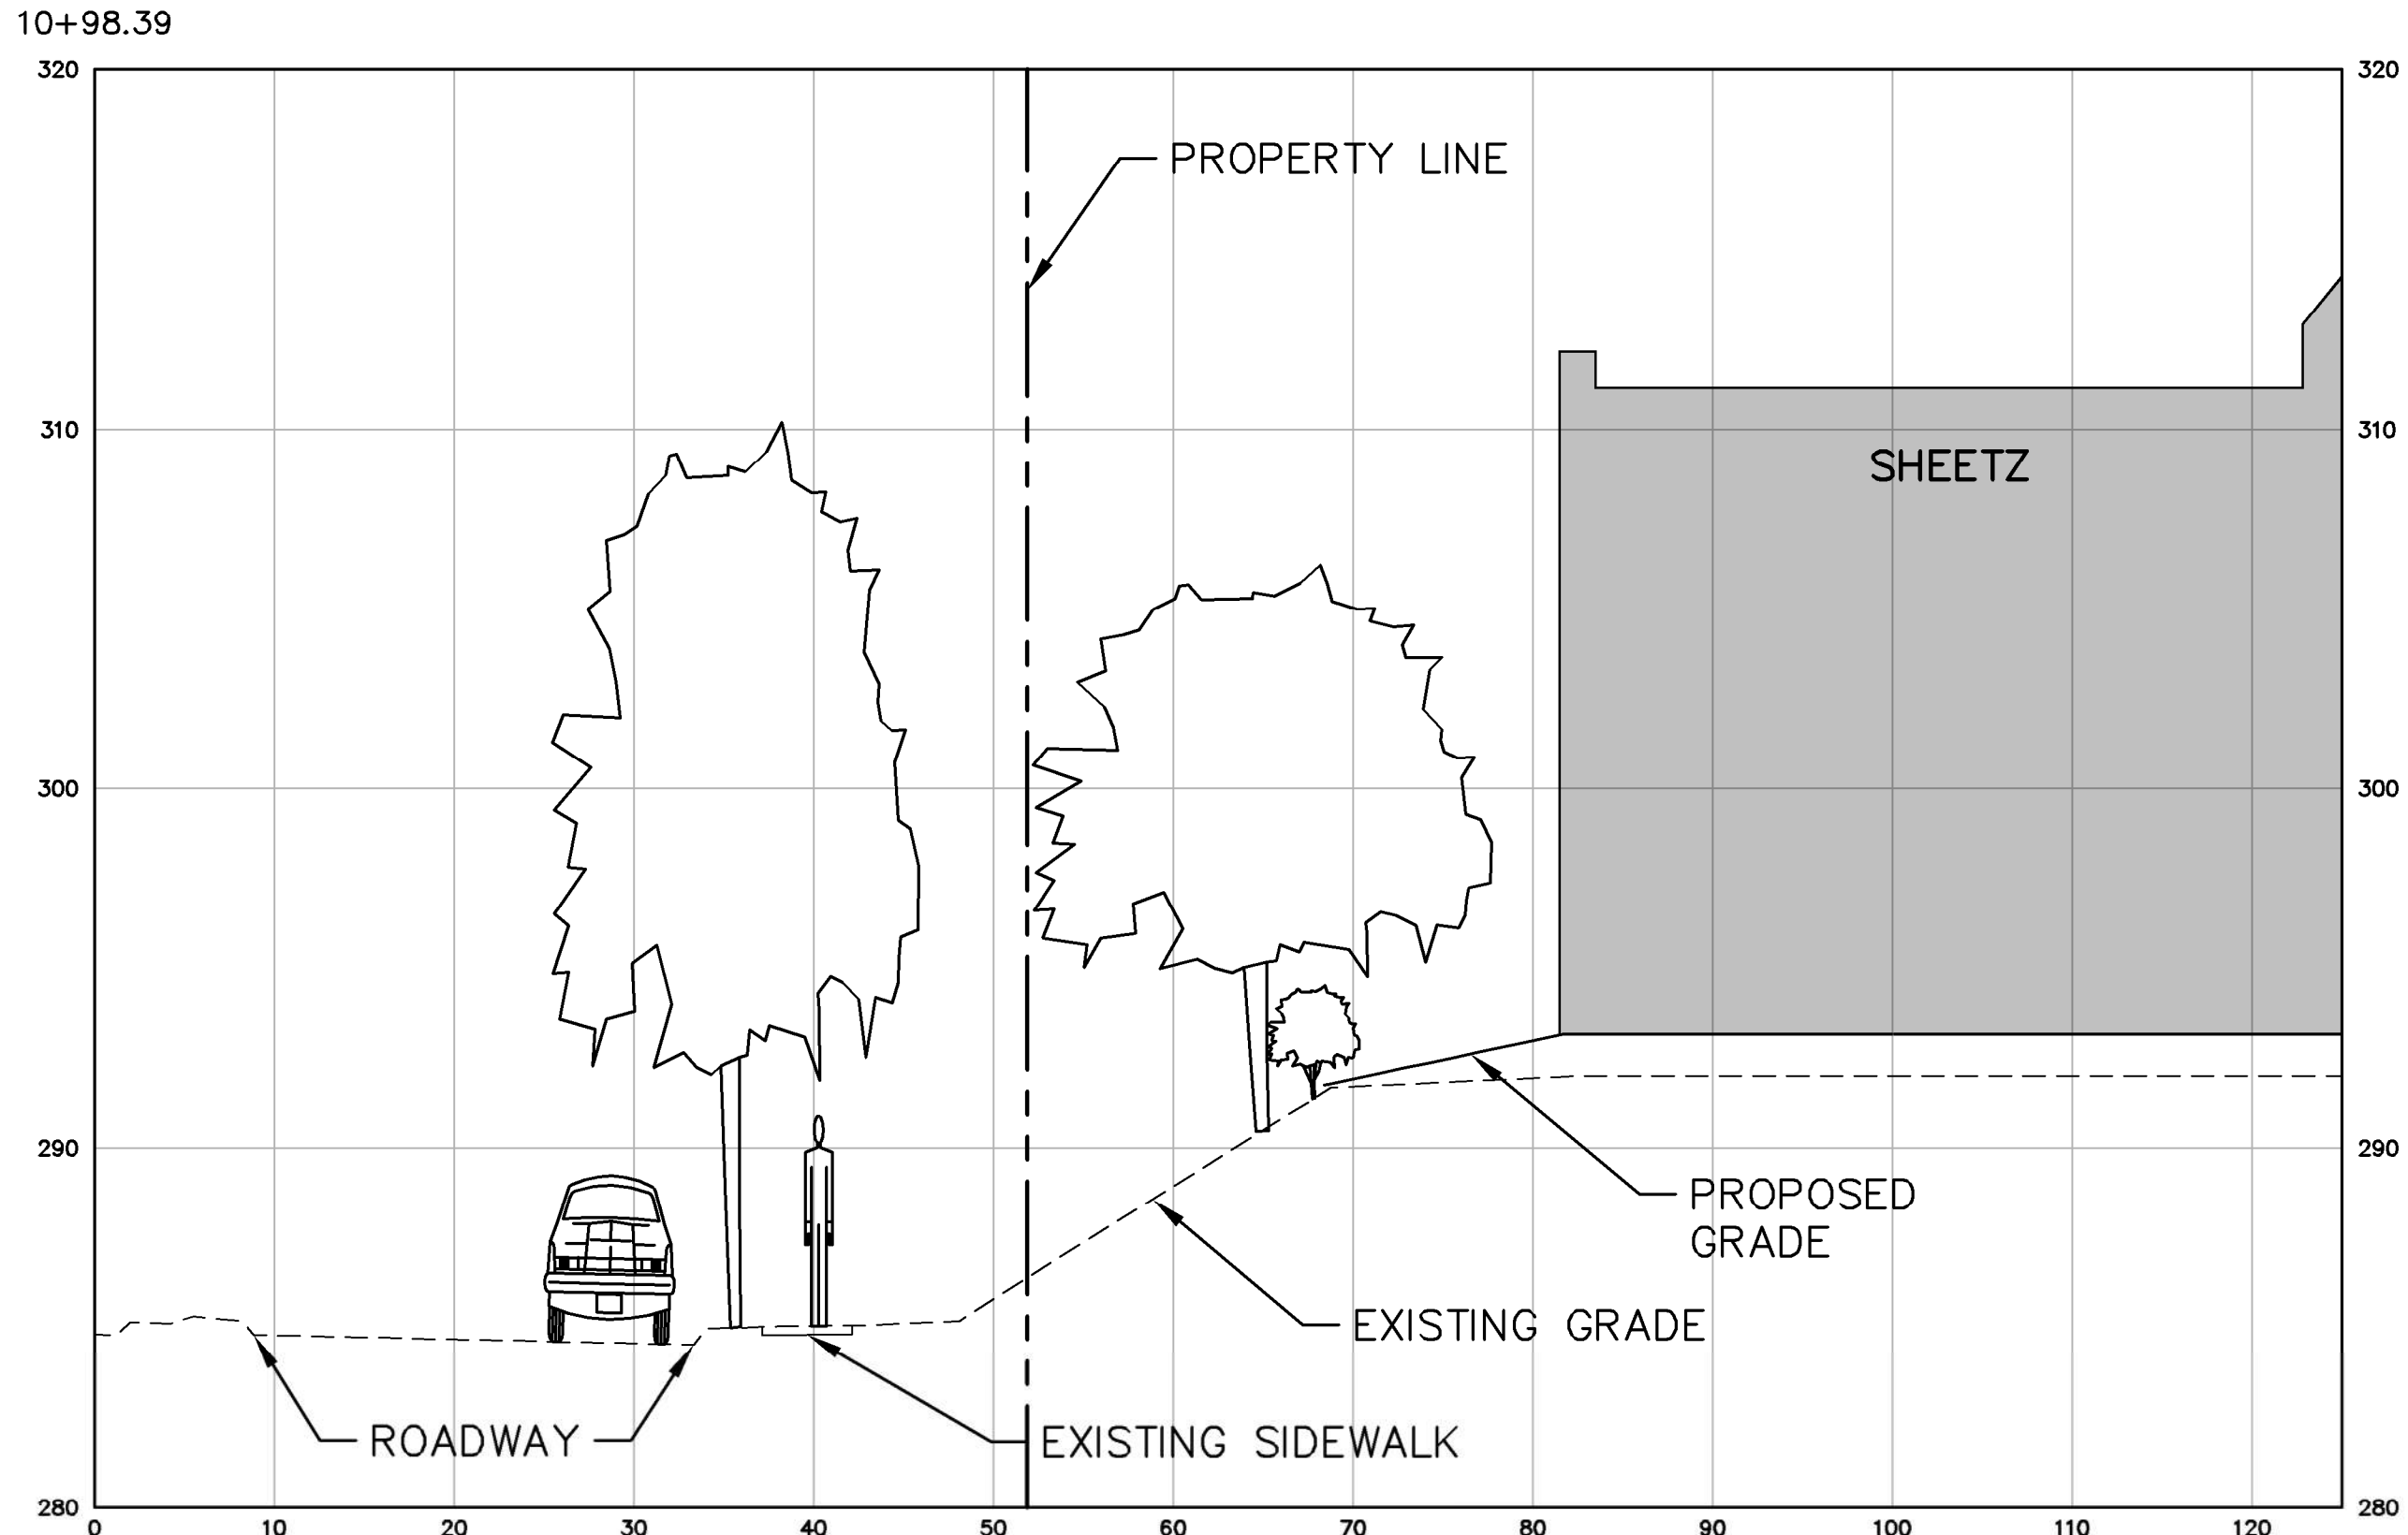 10+98.39
320
320
PROPERTY LINE
310
310
SHEETZ
300
300
290
290
PROPOSED
GRADE
EXISTING GRADE
ROADWAY
EXISTING SIDEWALK
280
280
0 10 20 30 40 50 60 70 80 90 100 110 120